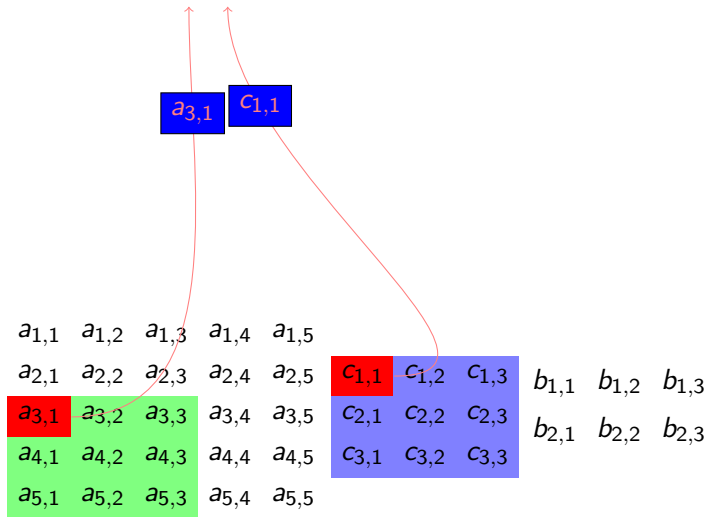 a3,1 c1,1
a1,1 a1,2 a1,3 a1,4 a1,5
a2,1 a2,2 a2,3 a2,4 a2,5
a3,1 a3,2 a3,3 a3,4 a3,5
a4,1 a4,2 a4,3 a4,4 a4,5
a5,1 a5,2 a5,3 a5,4 a5,5
c1,1 c1,2 c1,3
c2,1 c2,2 c2,3
c3,1 c3,2 c3,3
b1,1 b1,2 b1,3
b2,1 b2,2 b2,3